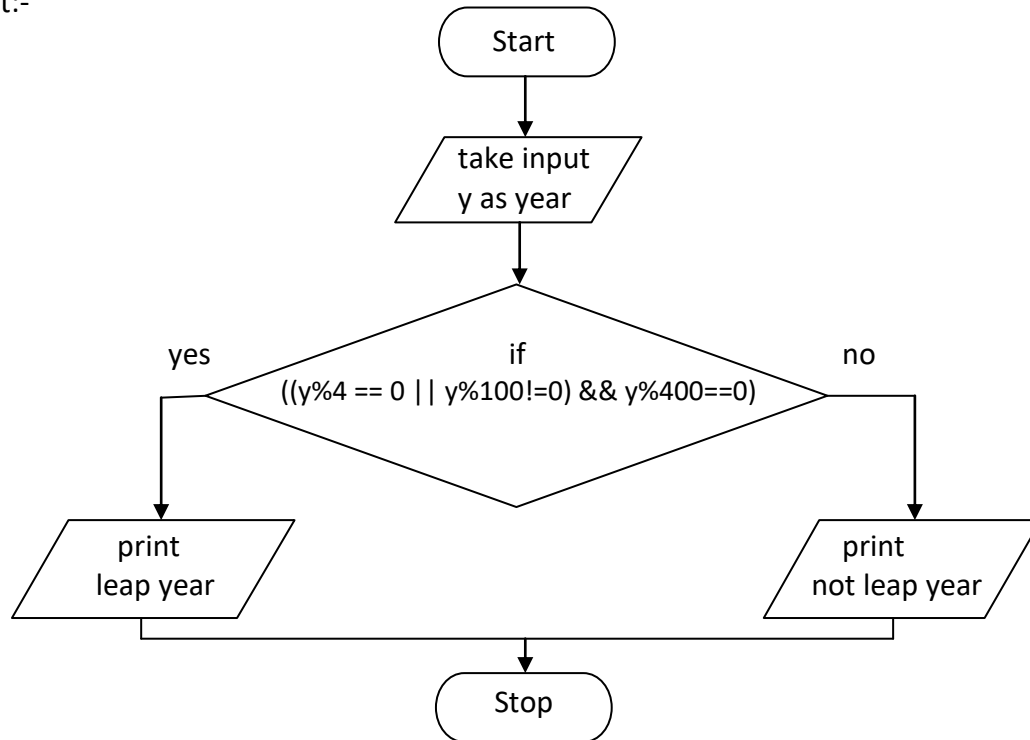 t:-
Start
take input
y as year
yes
if
no
((y%4 == 0 || y%100!=0) && y%400==0)
print
leap year
print
not leap year
Stop